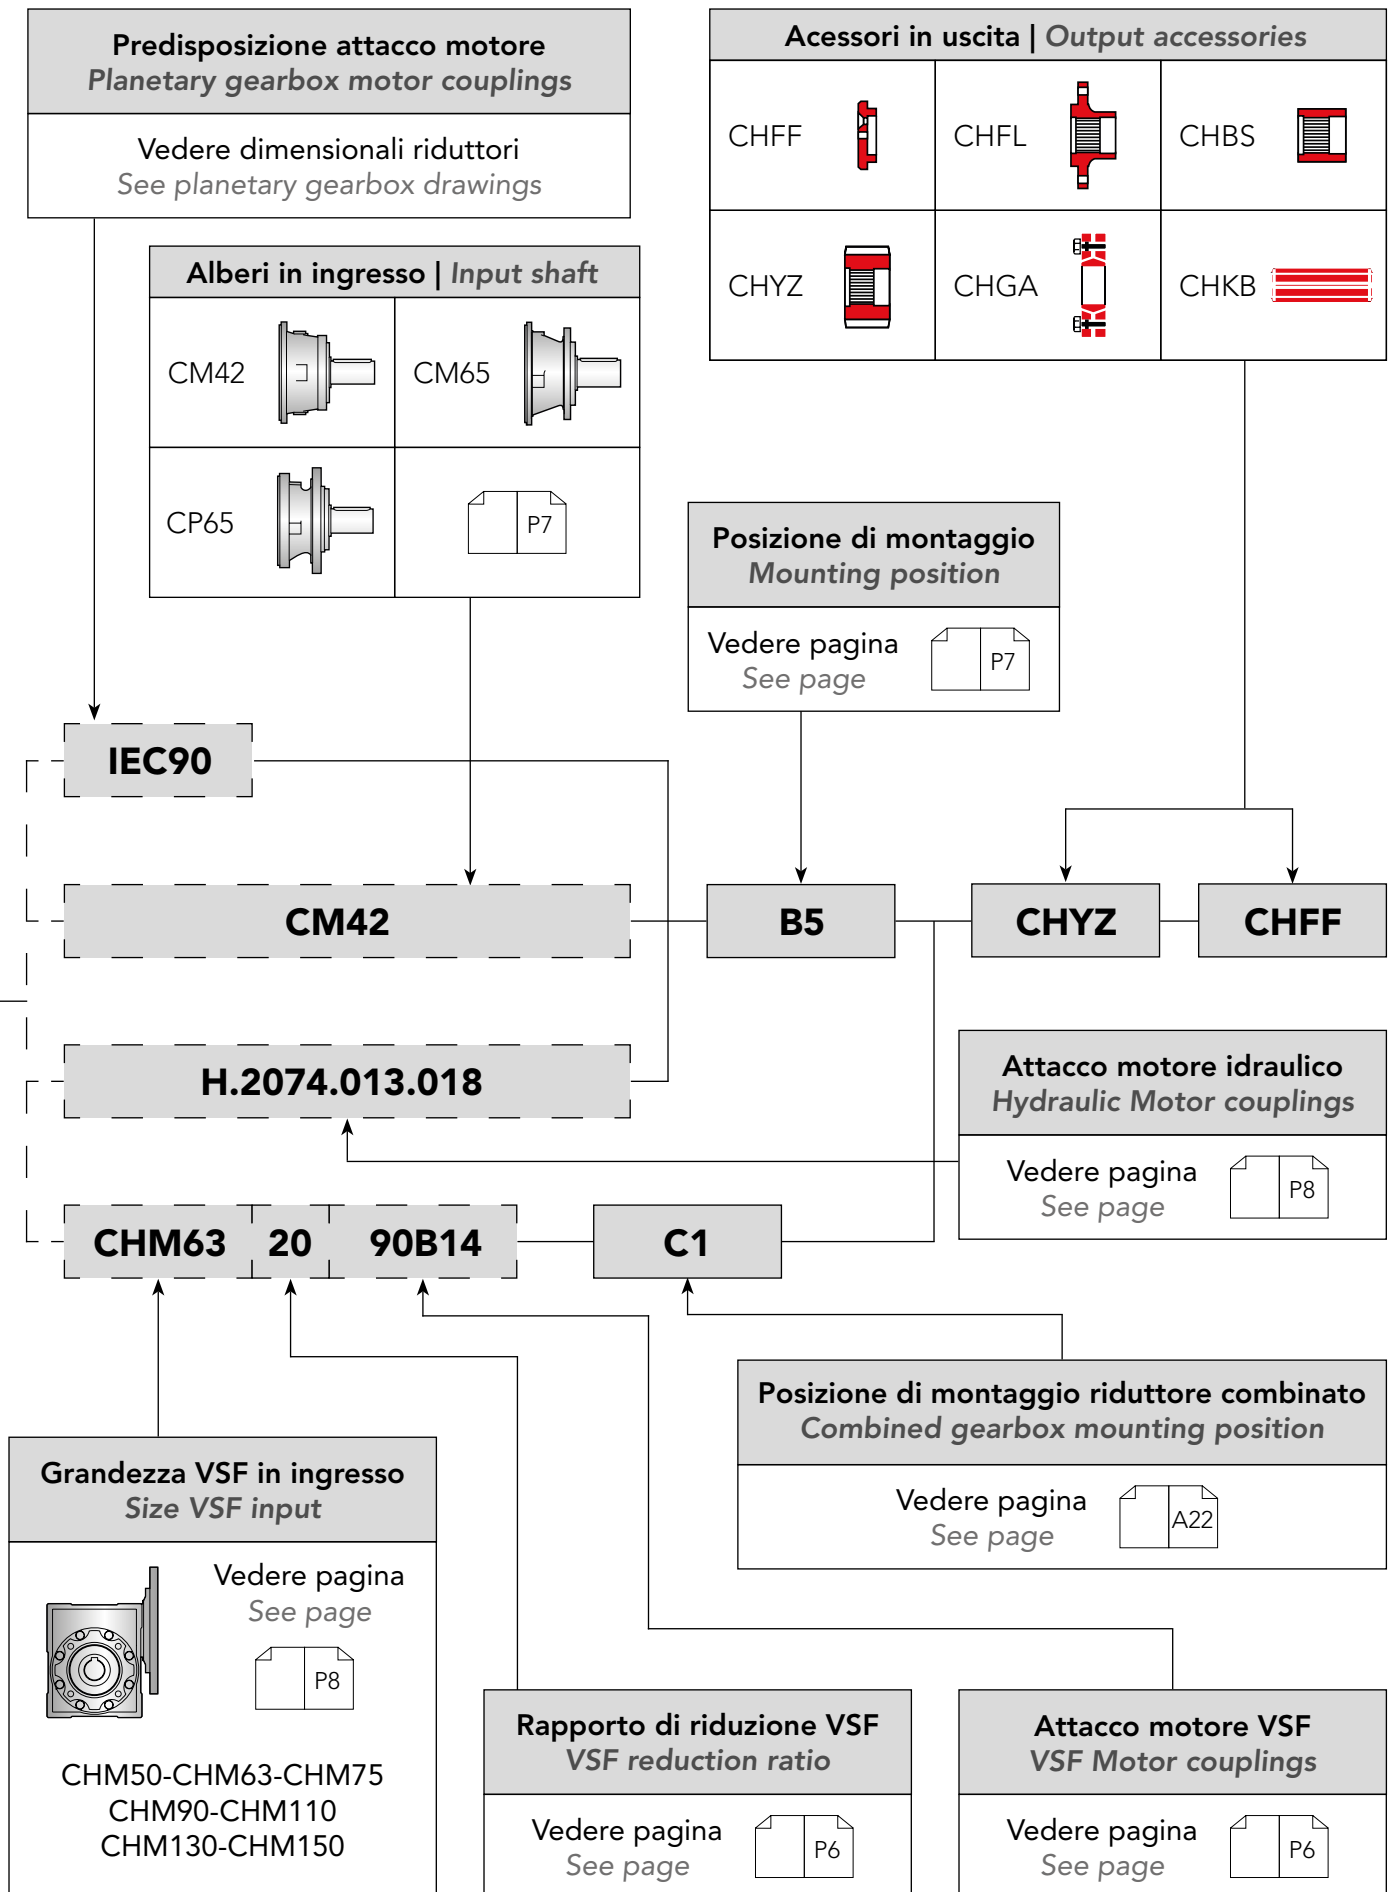 Predisposizione attacco motore
Planetary gearbox motor couplings
Vedere dimensionali riduttori
See planetary gearbox drawings
Acessori in uscita | Output accessories
CHFF
CHFL
CHBS
CHYZ
CHGA
CHKB
Alberi in ingresso | Input shaft
CM42
CM65
CP65
P7
Posizione di montaggio
Mounting position
Vedere pagina
See page
P7
IEC90
CM42
B5
CHYZ
CHFF
H.2074.013.018
Attacco motore idraulico
Hydraulic Motor couplings
Vedere pagina
See page
P8
CHM63
20
90B14
C1
Posizione di montaggio riduttore combinato
Combined gearbox mounting position
Vedere pagina
See page
A22
Grandezza VSF in ingresso
Size VSF input
Vedere pagina
See page
P8
CHM50-CHM63-CHM75
CHM90-CHM110
CHM130-CHM150
Rapporto di riduzione VSF
VSF reduction ratio
Vedere pagina
See page
P6
Attacco motore VSF
VSF Motor couplings
Vedere pagina
See page
P6